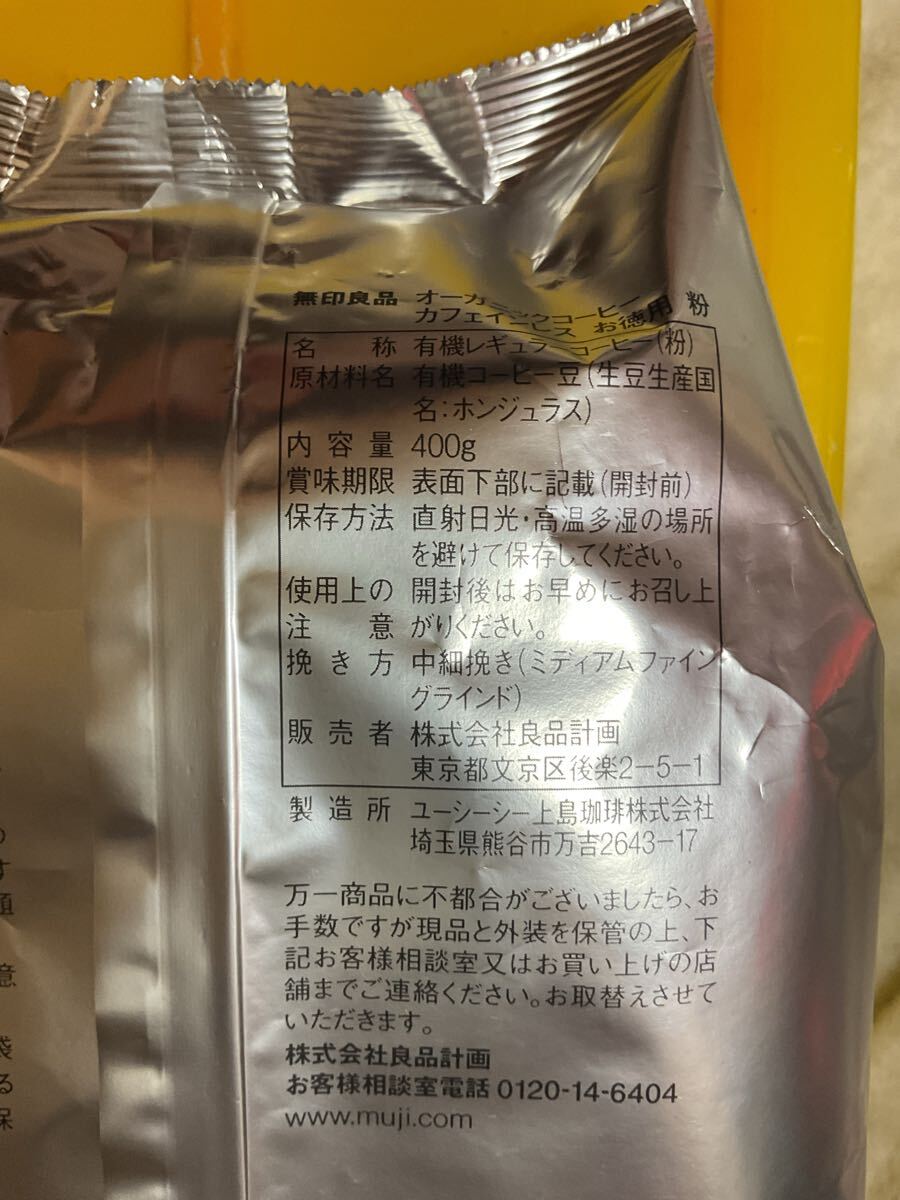 無印良品 オーガニックコーヒー
カフェインレス お徳用 粉
名称 有機レギュラーコーヒー(粉)
原材料名 有機コーヒー豆(生豆生産国
名:ホンジュラス)
内容量 400g
賞味期限 表面下部に記載(開封前)
保存方法 直射日光・高温多湿の場所
を避けて保存してください。
使用上の 開封後はお早めにお召し上
注意 がりください。
挽き方 中細挽き(ミディアムファイン
グラインド)
販売者 株式会社良品計画
東京都文京区後楽2-5-1
製造所 ユーシーシー上島珈琲株式会社
埼玉県熊谷市万吉2643-17
万一商品に不都合がございましたら、お
手数ですが現品と外装を保管の上、下
記お客様相談室又はお買い上げの店
舗までご連絡ください。お取替えさせて
いただきます。
株式会社良品計画
お客様相談室電話 0120-14-6404
www.muji.com
の
す
意
袋
る
保